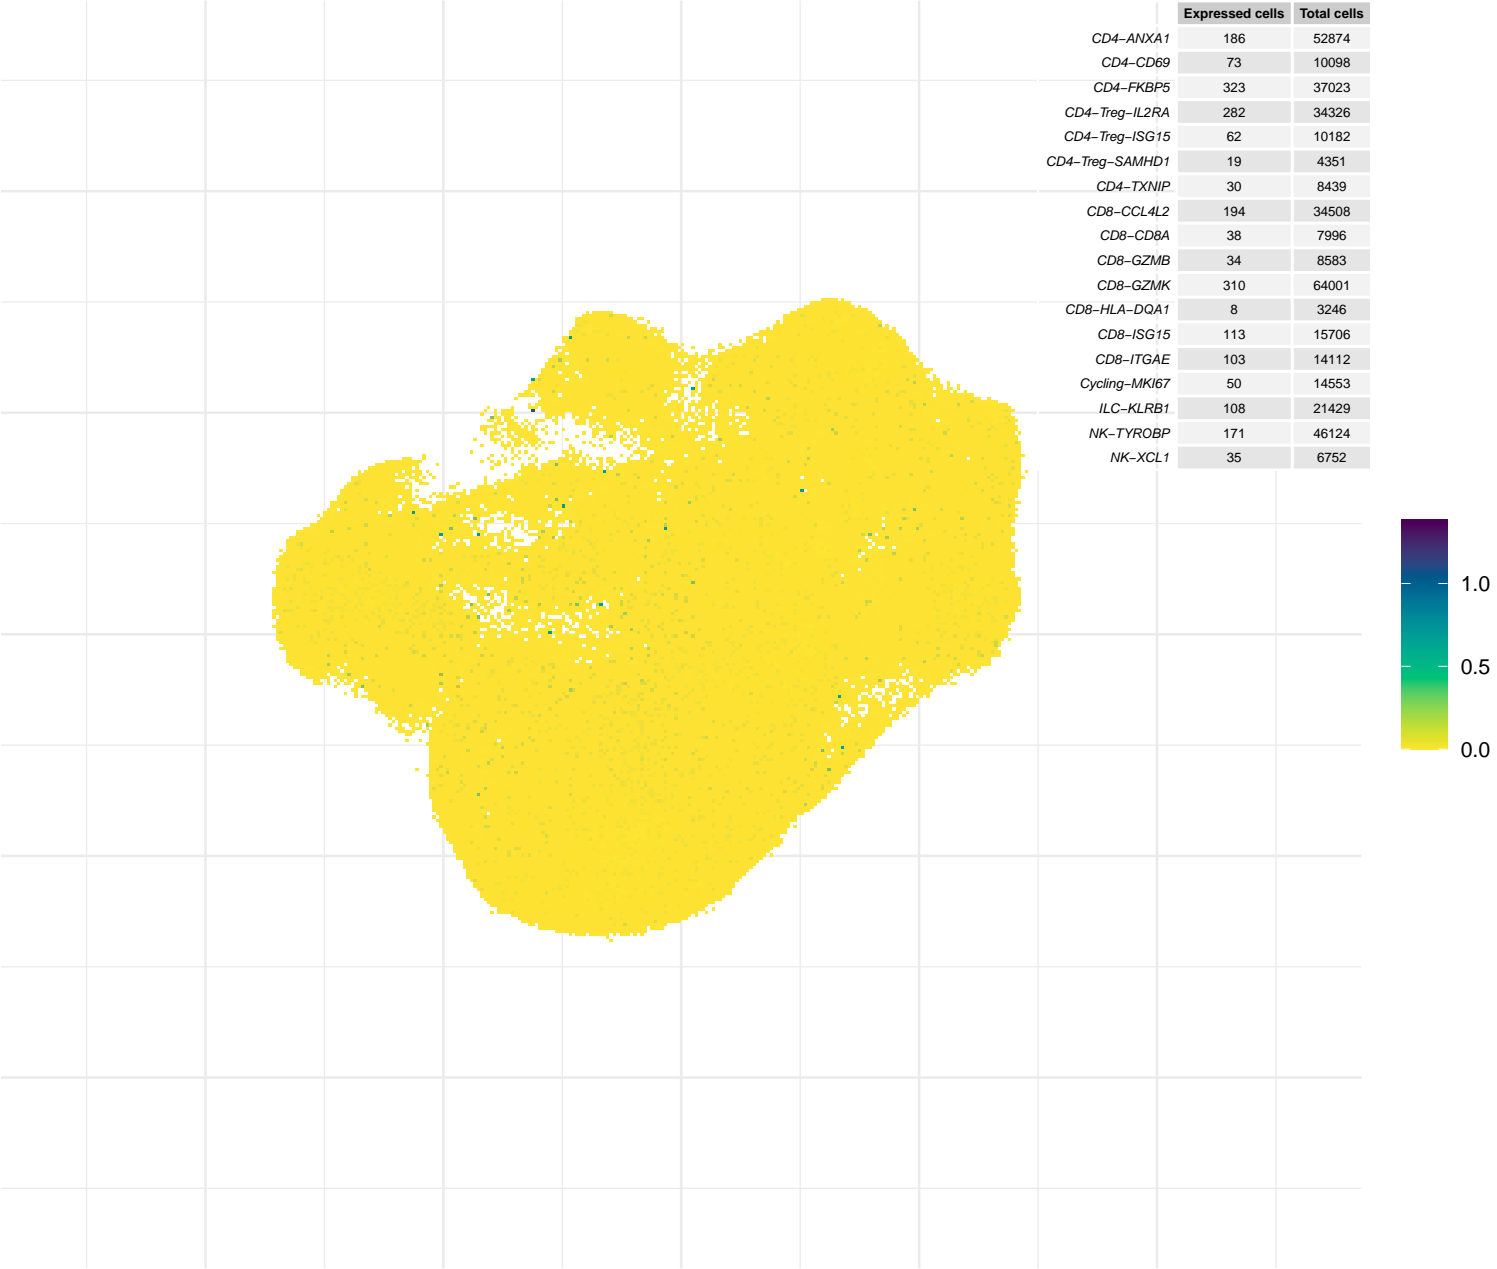 Expressed cells Total cells
CD4−ANXA1 186 52874
CD4−CD69 73 10098
CD4−FKBP5 323 37023
CD4−Treg−IL2RA 282 34326
CD4−Treg−ISG15 62 10182
CD4−Treg−SAMHD1 19 4351
CD4−TXNIP 30 8439
CD8−CCL4L2 194 34508
CD8−CD8A 38 7996
CD8−GZMB 34 8583
CD8−GZMK 310 64001
CD8−HLA−DQA1 8 3246
CD8−ISG15 113 15706
CD8−ITGAE 103 14112
Cycling−MKI67 50 14553
ILC−KLRB1 108 21429
NK−TYROBP 171 46124
NK−XCL1 35 6752
1.0
0.5
0.0